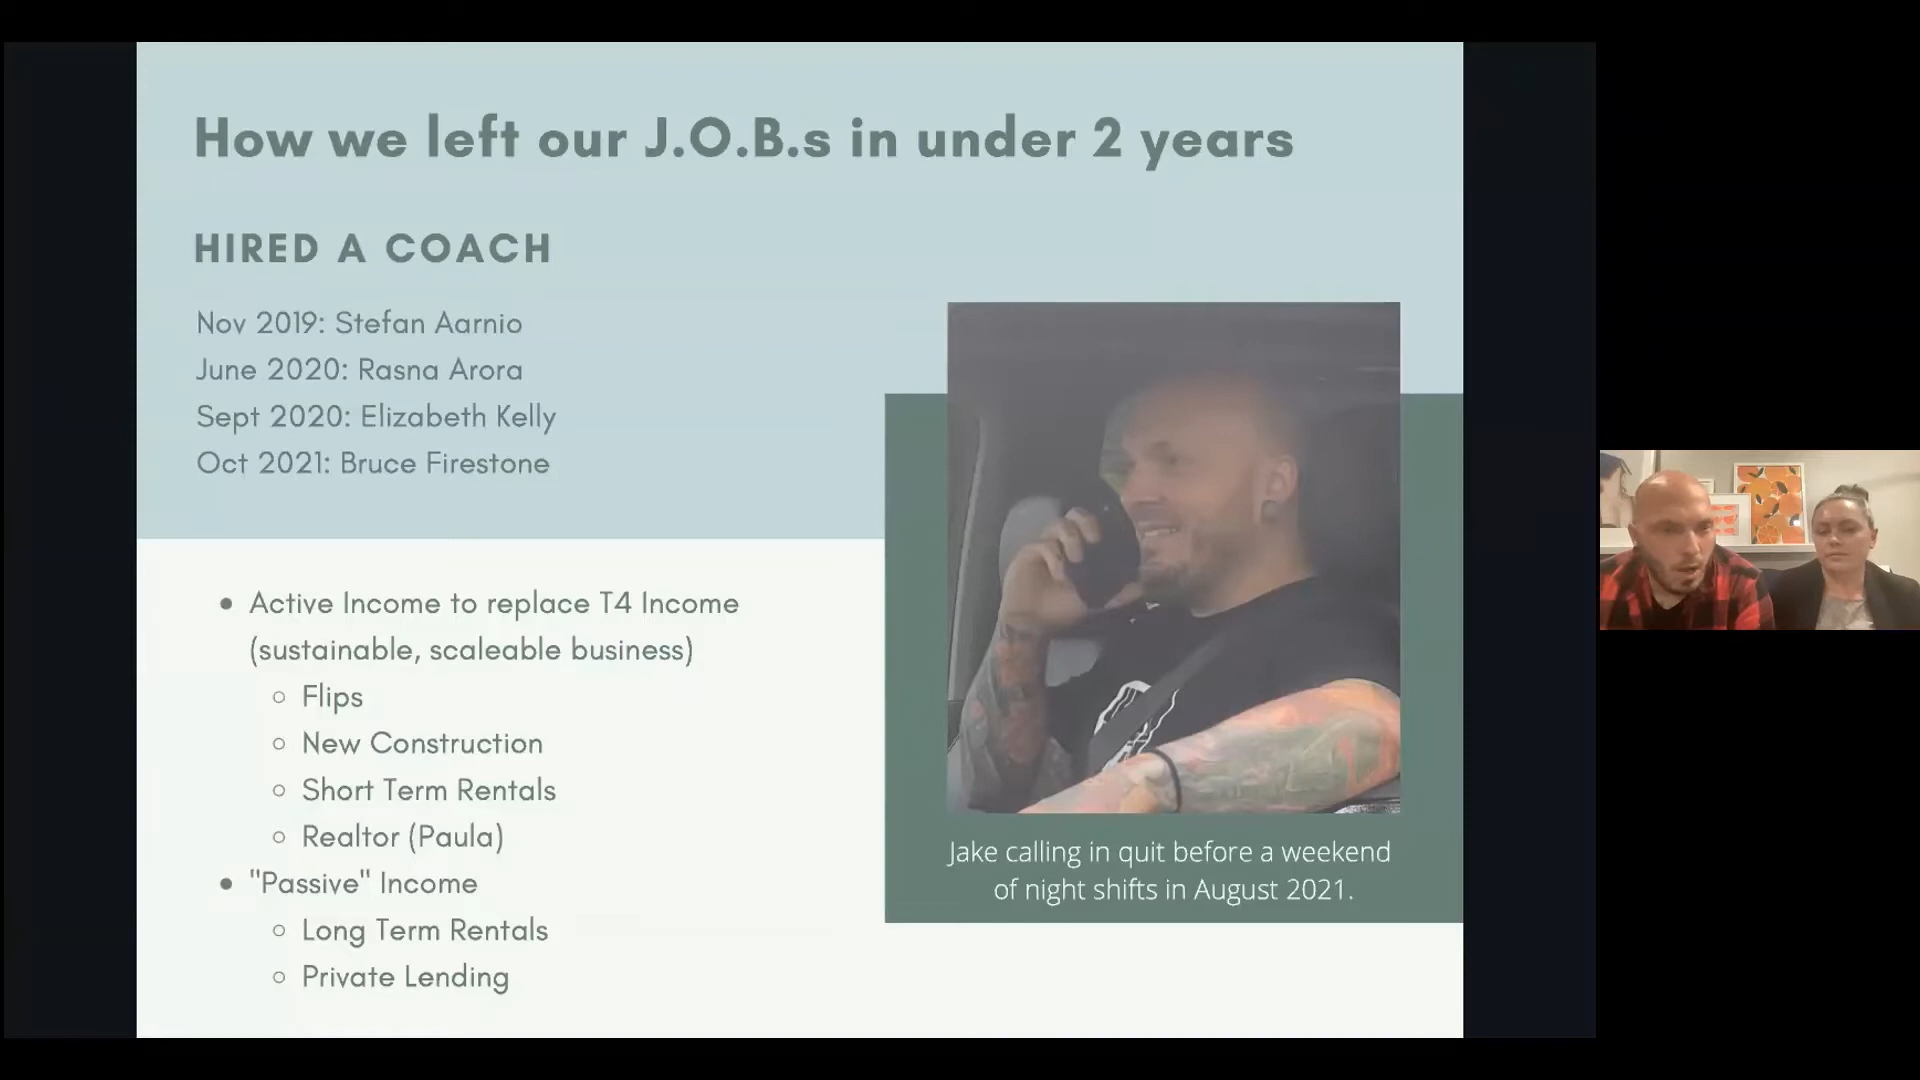 How we left our J.O.B.s in under 2 years
HIRED A COACH
Nov 2019: Stefan Aarnio
June 2020: Rasna Arora
Sept 2020: Elizabeth Kelly
Oct 2021: Bruce Firestone
• Active Income to replace T4 Income
(sustainable, scaleable business)
○ Flips
○ New Construction
○ Short Term Rentals
○ Realtor (Paula)
• "Passive" Income
○ Long Term Rentals
○ Private Lending
Jake calling in quit before a weekend
of night shifts in August 2021.